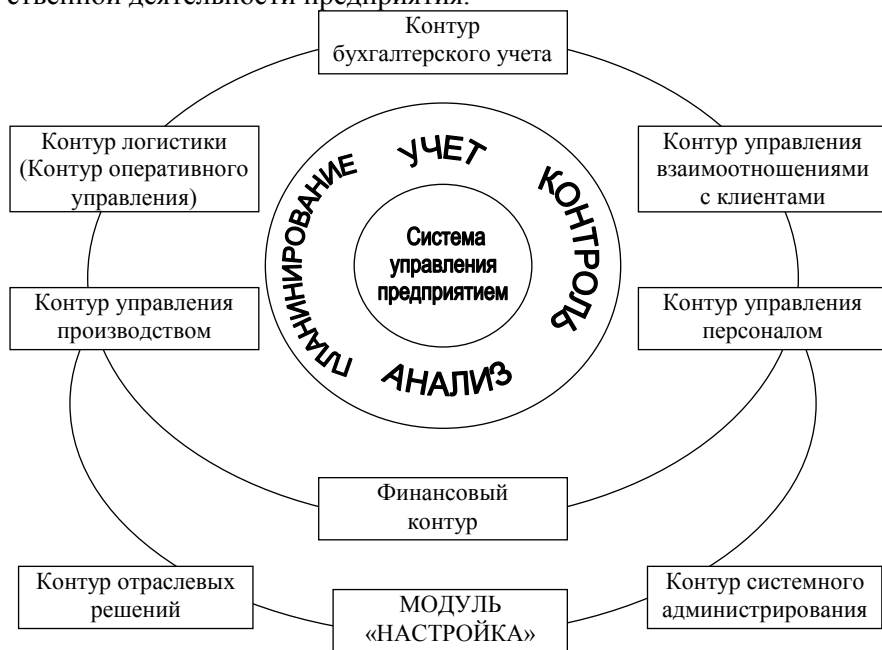 ственной деятельности предприятия.
Контур
бухгалтерского учета
Контур логистики
(Контур оперативного
управления)
Контур управления
взаимоотношениями
с клиентами
ПЛАНИНИРОВАНИЕ
УЧЕТ
КОНТРОЛЬ
АНАЛИЗ
Система
управления
предприятием
Контур управления
производством
Контур управления
персоналом
Финансовый
контур
Контур отраслевых
решений
МОДУЛЬ
«НАСТРОЙКА»
Контур системного
администрирования